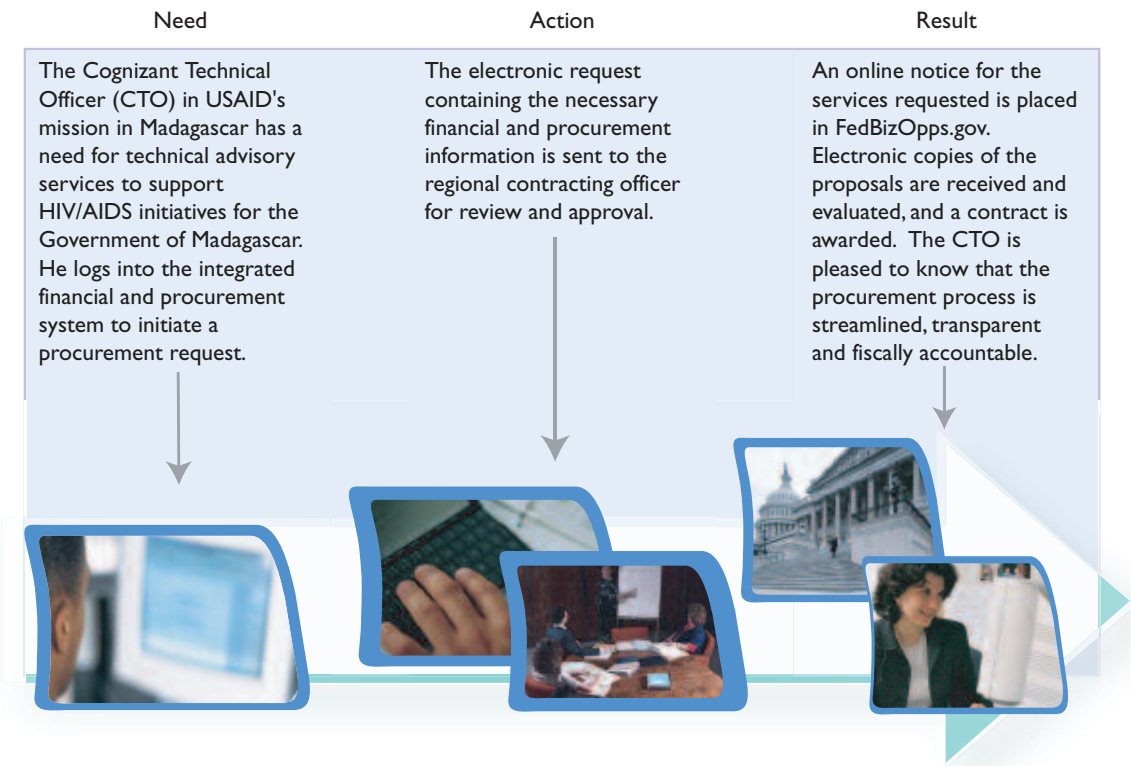 Need
The Cognizant Technical
Officer (CTO) in USAID's
mission in Madagascar has a
need for technical advisory
services to support
HIV/AIDS initiatives for the
Government of Madagascar.
He logs into the integrated
financial and procurement
system to initiate a
procurement request.
Action
The electronic request
containing the necessary
financial and procurement
information is sent to the
regional contracting officer
for review and approval.
Result
An online notice for the
services requested is placed
in FedBizOpps.gov.
Electronic copies of the
proposals are received and
evaluated, and a contract is
awarded. The CTO is
pleased to know that the
procurement process is
streamlined, transparent
and fiscally accountable.